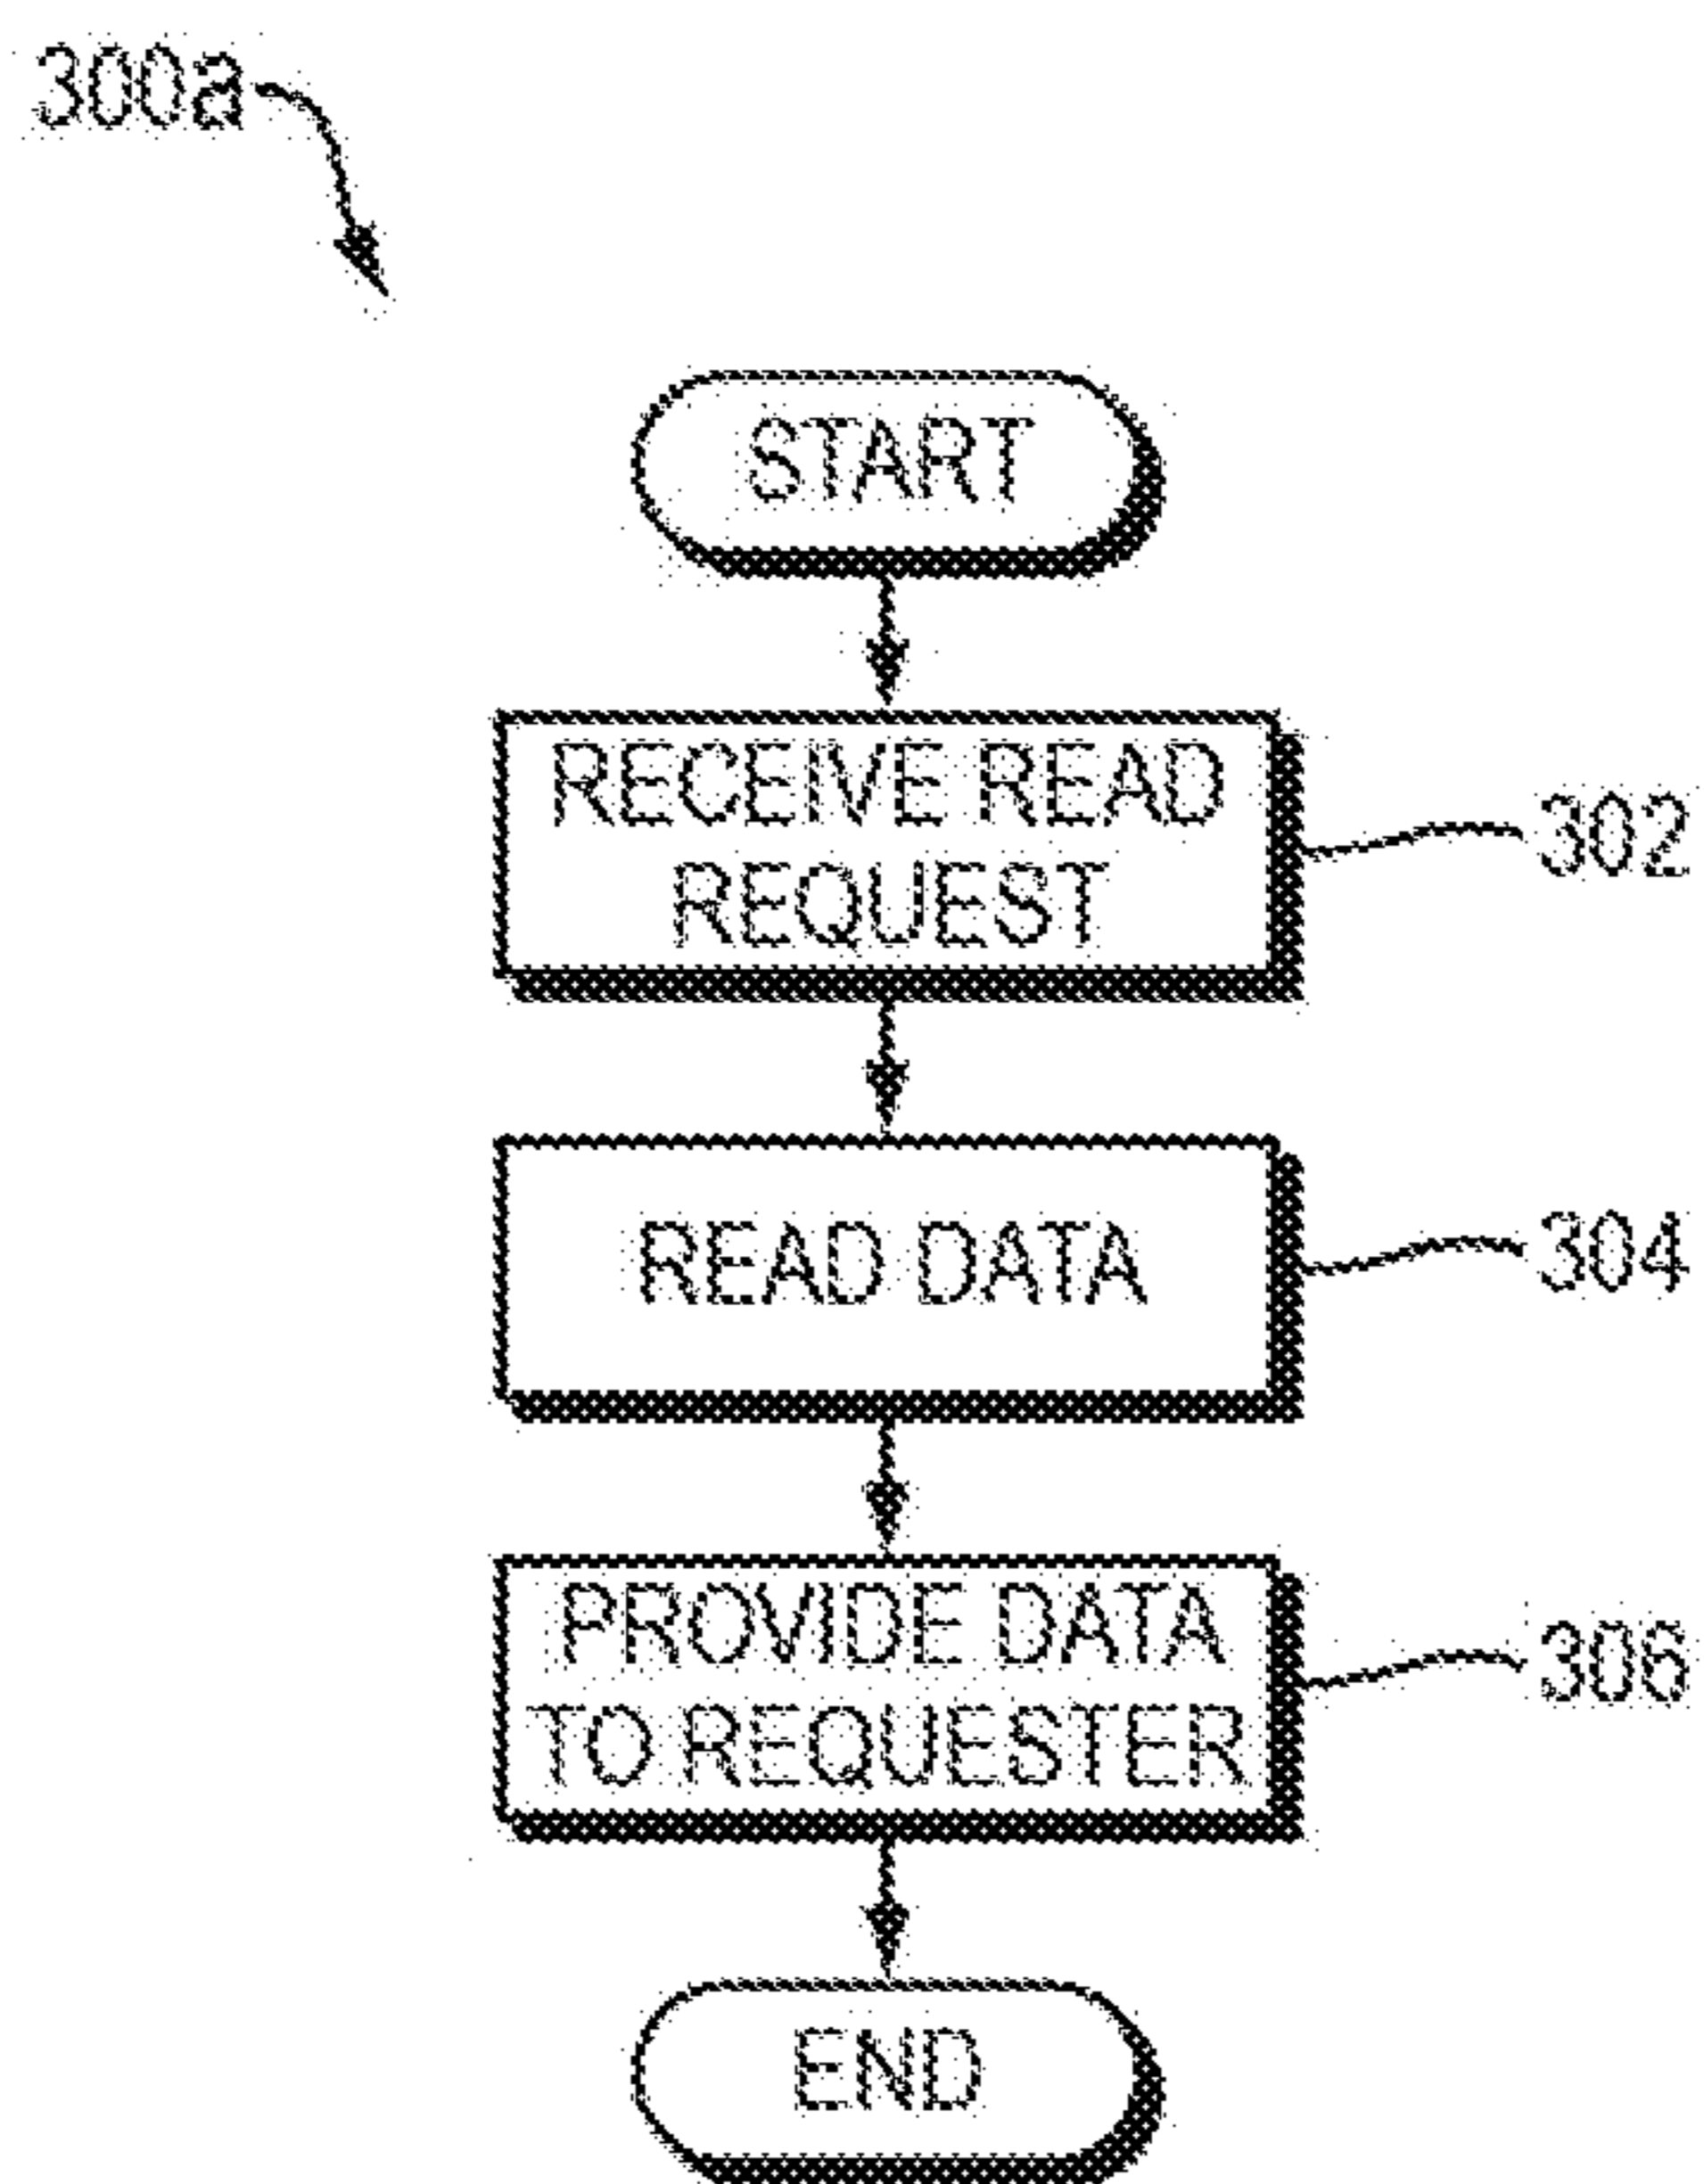 300a
START
RECEIVE READ
REQUEST
302
READ DATA
304
PROVIDE DATA
TO REQUESTER
306
END